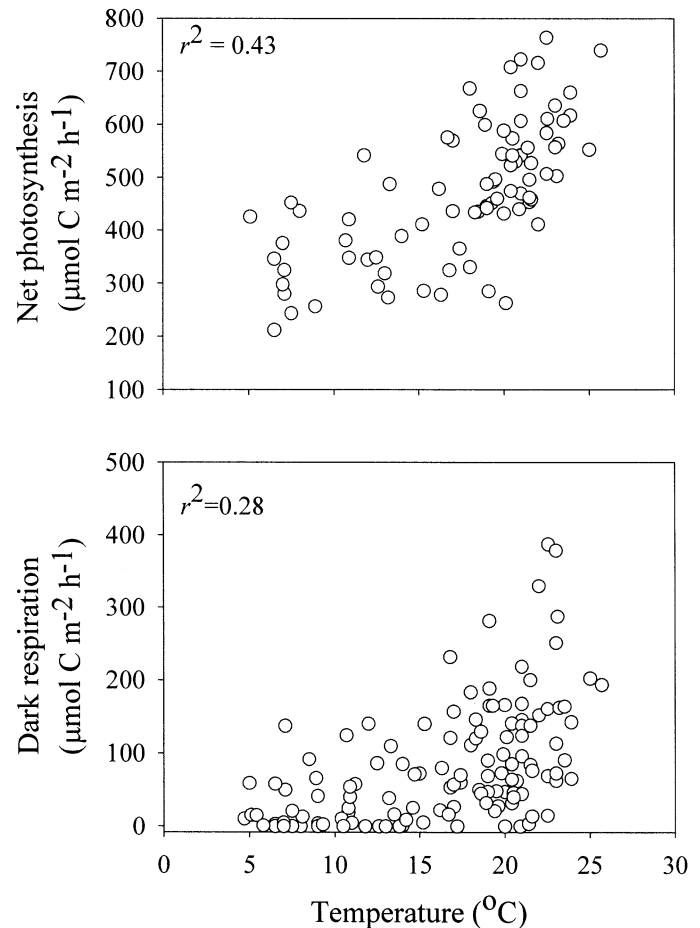 800
700
600
500
400
300
200
100
Net photosynthesis
(μmol C m-2 h-1)
r2 = 0.43
500
400
300
200
100
0
Dark respiration
(μmol C m-2 h-1)
r2=0.28
0 5 10 15 20 25 30
Temperature (oC)